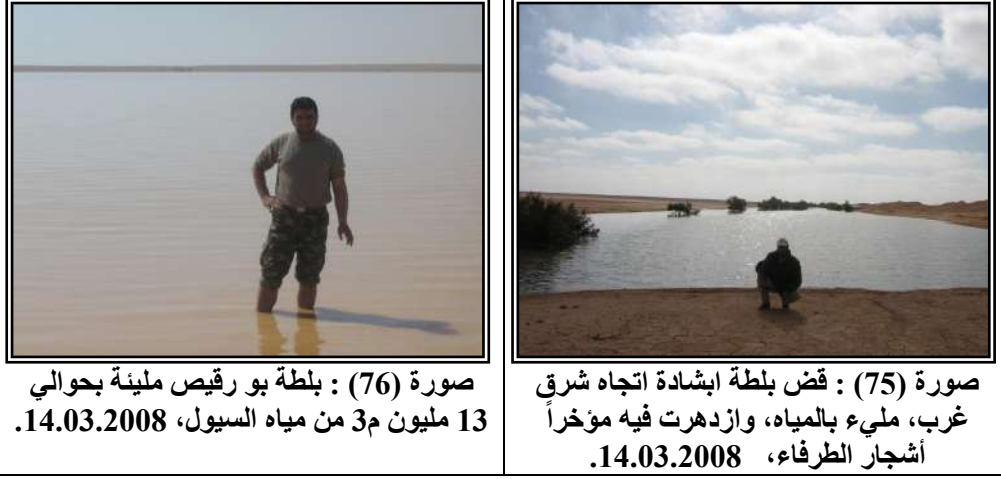 صورة (75) : قض بلطة ابشادة اتجاه شرق
غرب، مليء بالمياه، وازدهرت فيه مؤخراً
أشجار الطرفاء، 14.03.2008.
صورة (76) : بلطة بو رقيص مليئة بحوالي
13 مليون م3 من مياه السيول، 14.03.2008.